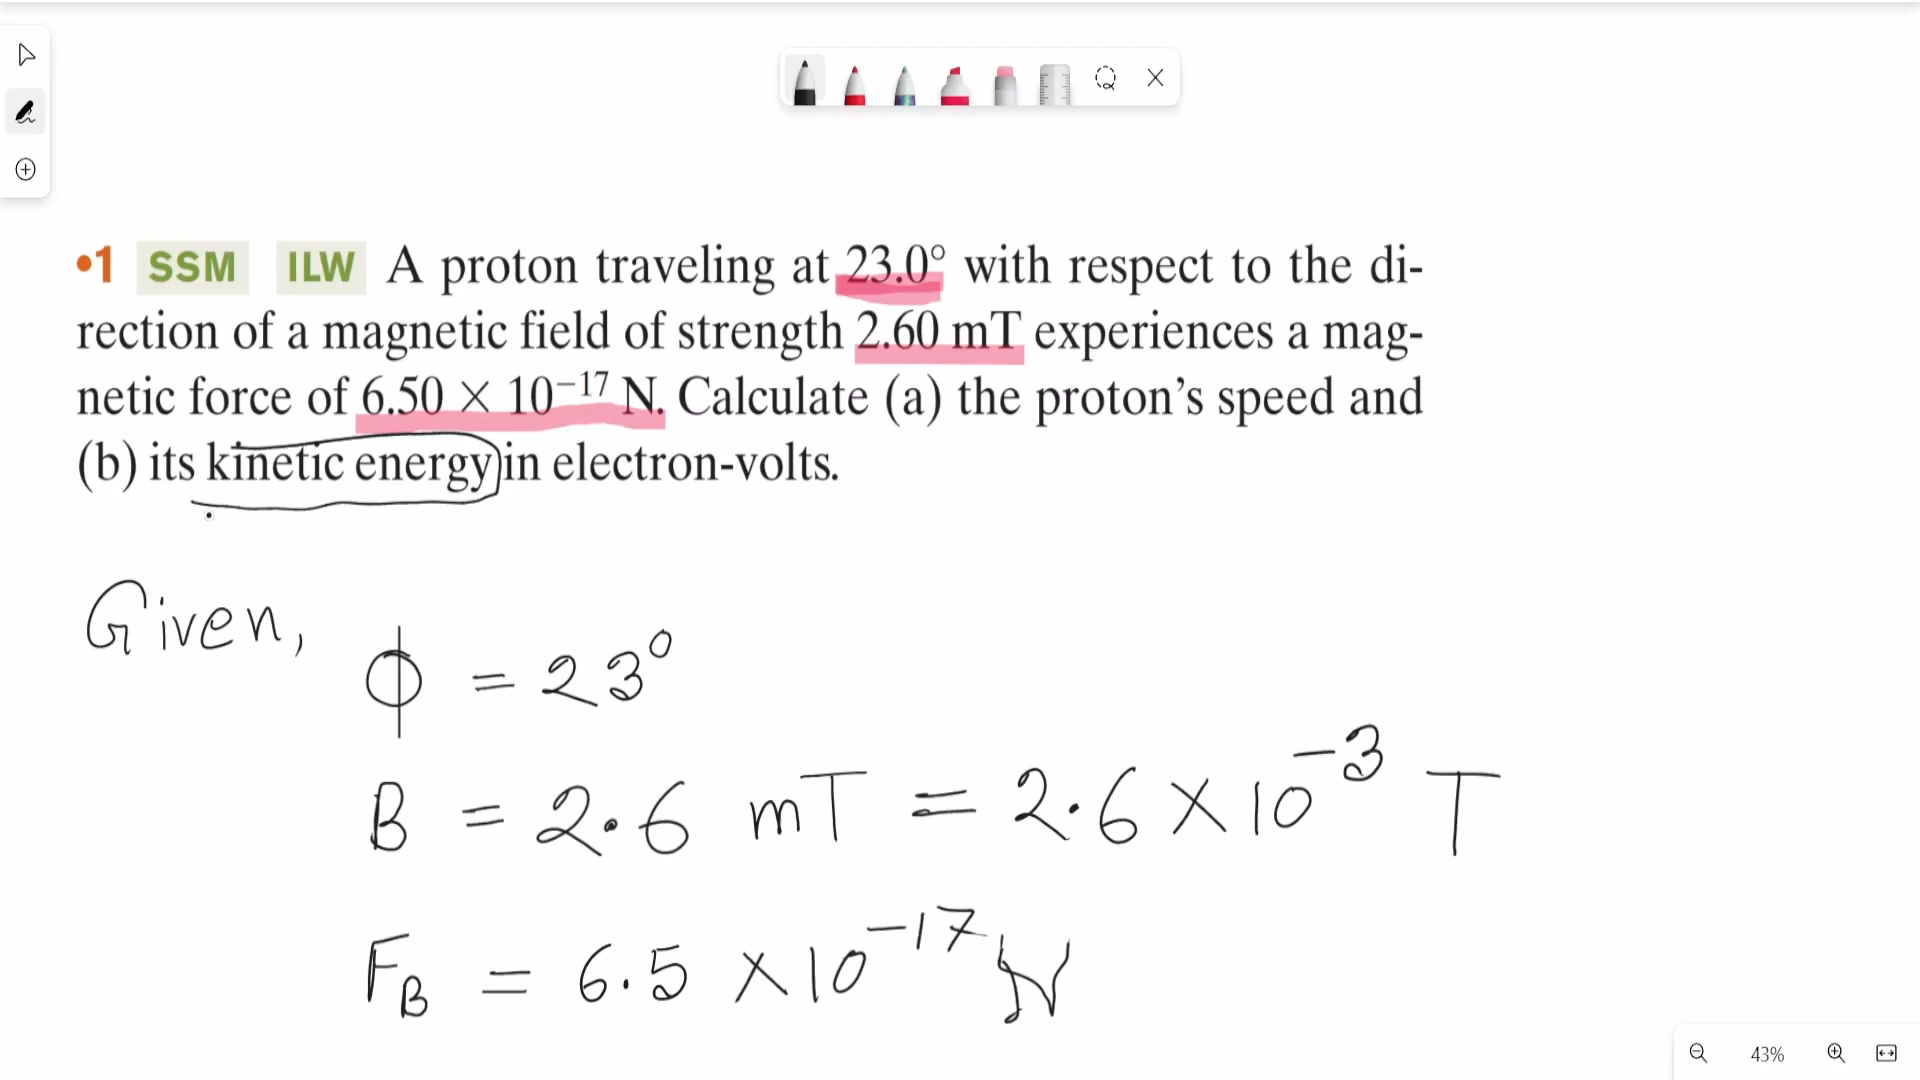 •1 SSM ILW A proton traveling at 23.0° with respect to the di-
rection of a magnetic field of strength 2.60 mT experiences a mag-
netic force of 6.50 × 10⁻¹⁷ N. Calculate (a) the proton’s speed and
(b) its kinetic energy in electron-volts.
Given,
ϕ = 23°
B = 2.6 mT = 2.6 × 10⁻³ T
F_B = 6.5 × 10⁻¹⁷ N
43%